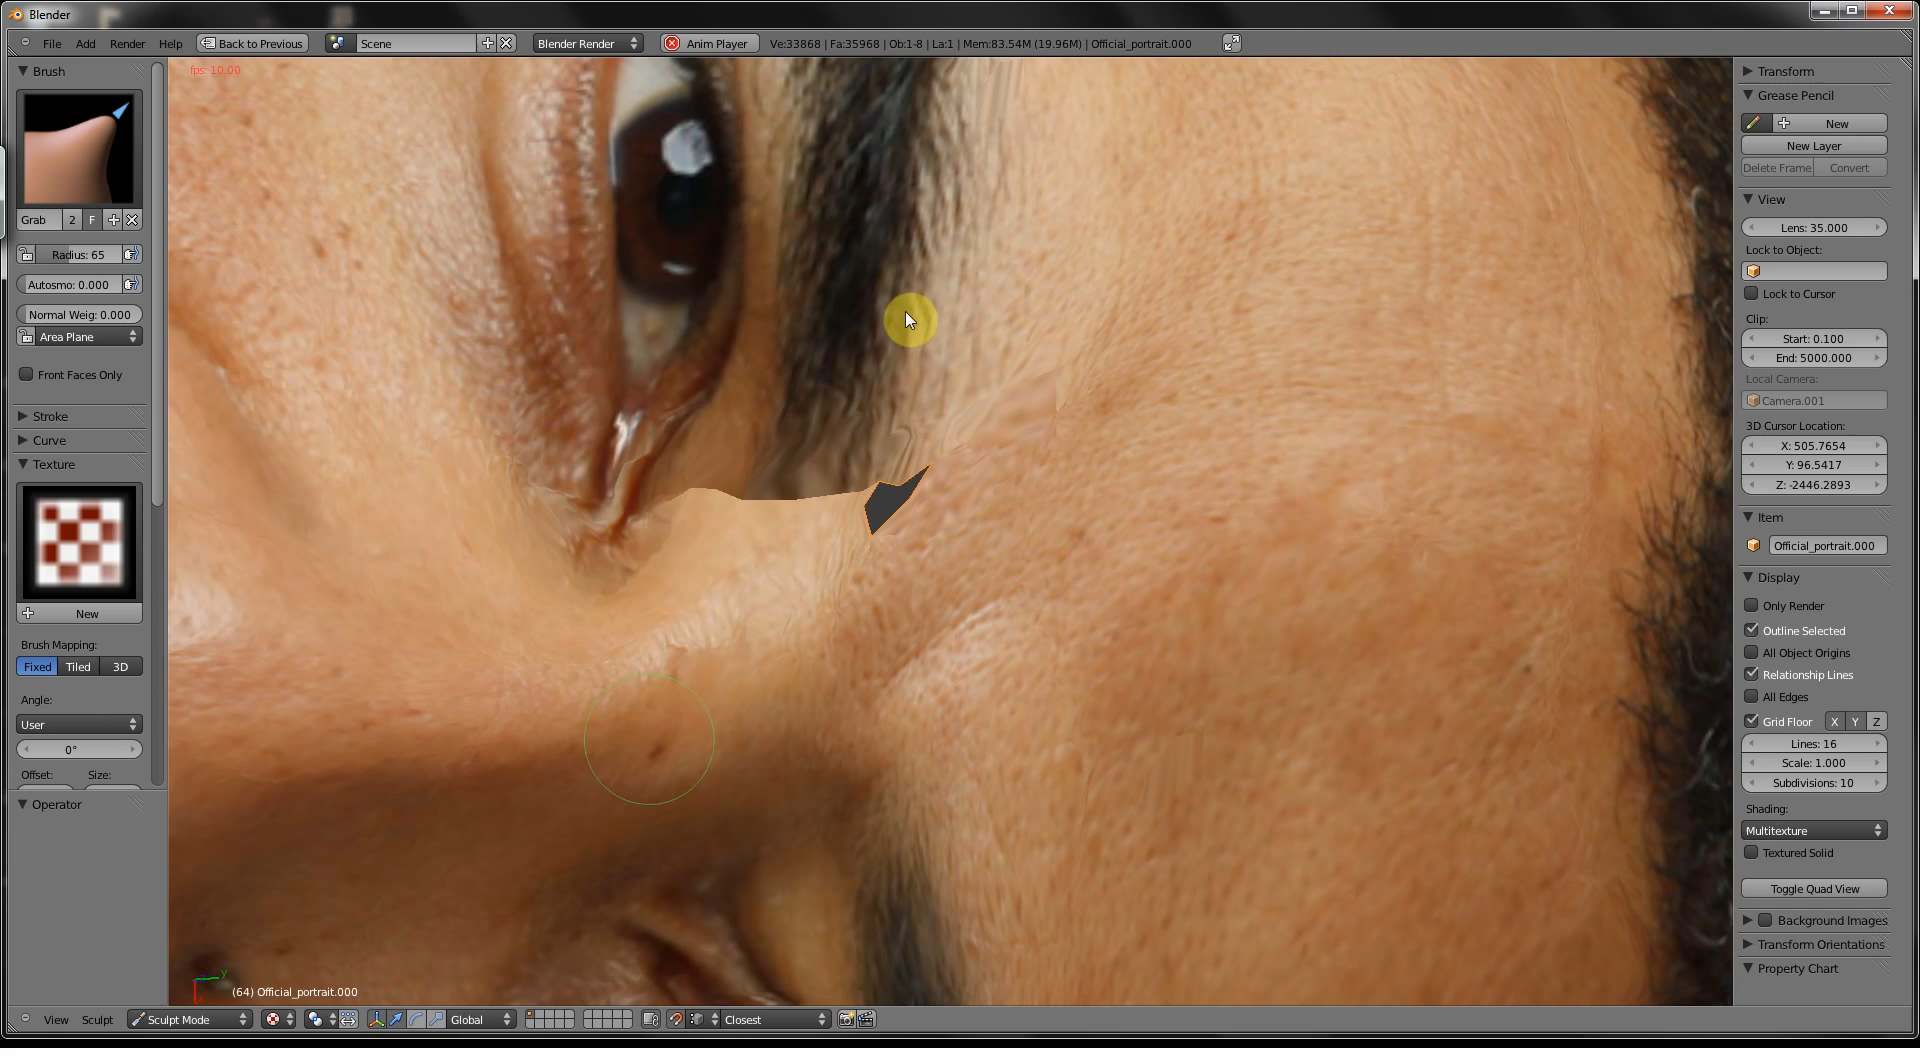 Blender
File Add Render Help Back to Previous Scene Blender Render Anim Player Ve:33868 | Fa:35968 | Ob:1-8 | La:1 | Mem:83.54M (19.96M) | Official_portrait.000
Brush
Grab 2 F
Radius: 65
Autosmo: 0.000
Normal Weig: 0.000
Area Plane
Front Faces Only
Stroke
Curve
Texture
New
Brush Mapping:
Fixed Tiled 3D
Angle:
User
0°
Offset: Size:
Operator
fps: 10.00
y
(64) Official_portrait.000
Transform
Grease Pencil
New
New Layer
Delete Frame Convert
View
Lens: 35.000
Lock to Object:
Lock to Cursor
Clip:
Start: 0.100
End: 5000.000
Local Camera:
Camera.001
3D Cursor Location:
X: 505.7654
Y: 96.5417
Z: -2446.2893
Item
Official_portrait.000
Display
Only Render
Outline Selected
All Object Origins
Relationship Lines
All Edges
Grid Floor X Y Z
Lines: 16
Scale: 1.000
Subdivisions: 10
Shading:
Multitexture
Textured Solid
Toggle Quad View
Background Images
Transform Orientations
Property Chart
View Sculpt Sculpt Mode Global Closest